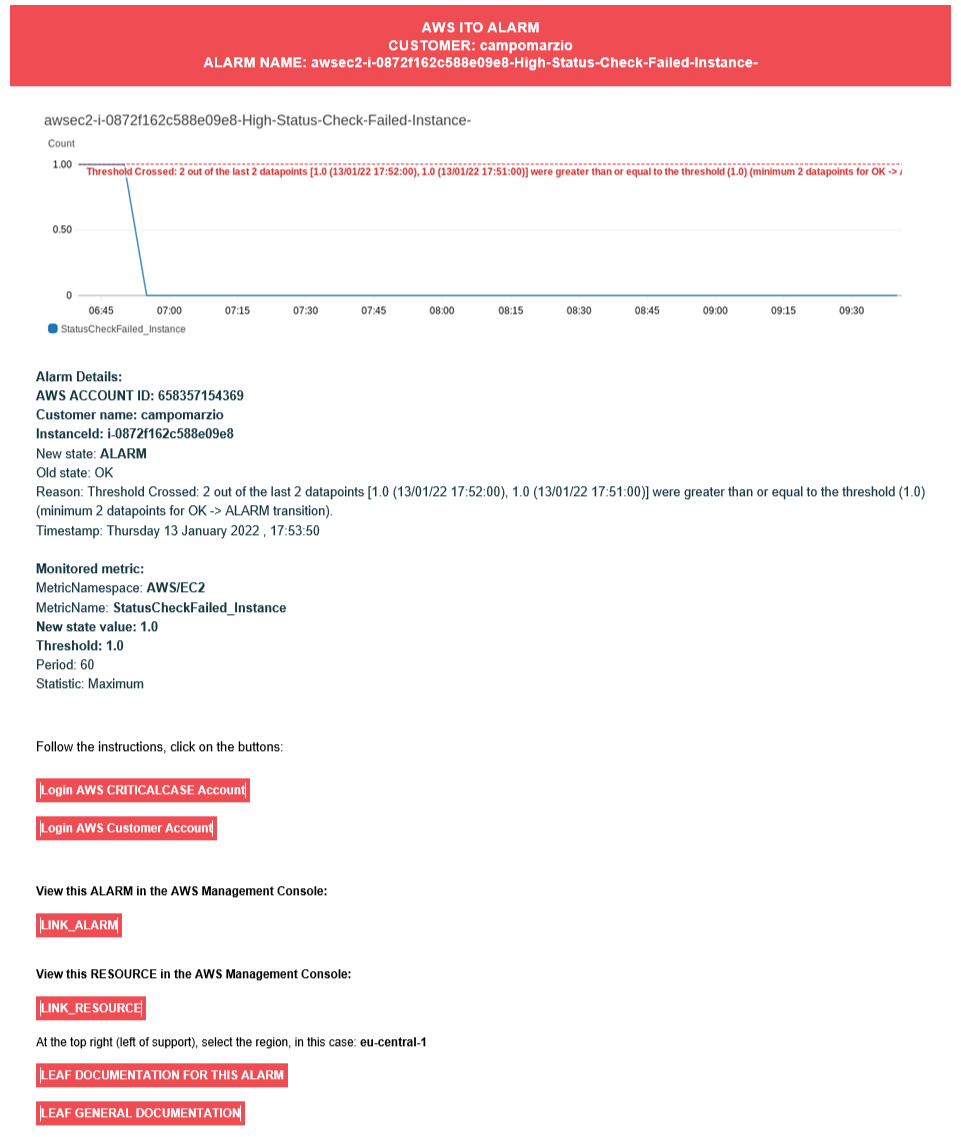 AWS ITO ALARM
CUSTOMER: campomarzio
ALARM NAME: awsec2-i-0872f162c588e09e8-High-Status-Check-Failed-Instance-
awsec2-i-0872f162c588e09e8-High-Status-Check-Failed-Instance-
Count
1.00
Threshold Crossed: 2 out of the last 2 datapoints [1.0 (13/01/22 17:52:00), 1.0 (13/01/22 17:51:00)] were greater than or equal to the threshold (1.0) (minimum 2 datapoints for OK ->
0.50
0
06:45 07:00 07:15 07:30 07:45 08:00 08:15 08:30 08:45 09:00 09:15 09:30
StatusCheckFailed_Instance
Alarm Details:
AWS ACCOUNT ID: 658357154369
Customer name: campomarzio
InstanceId: i-0872f162c588e09e8
New state: ALARM
Old state: OK
Reason: Threshold Crossed: 2 out of the last 2 datapoints [1.0 (13/01/22 17:52:00), 1.0 (13/01/22 17:51:00)] were greater than or equal to the threshold (1.0)
(minimum 2 datapoints for OK -> ALARM transition).
Timestamp: Thursday 13 January 2022 , 17:53:50
Monitored metric:
MetricNamespace: AWS/EC2
MetricName: StatusCheckFailed_Instance
New state value: 1.0
Threshold: 1.0
Period: 60
Statistic: Maximum
Follow the instructions, click on the buttons:
Login AWS CRITICALCASE Account
Login AWS Customer Account
View this ALARM in the AWS Management Console:
LINK_ALARM
View this RESOURCE in the AWS Management Console:
LINK_RESOURCE
At the top right (left of support), select the region, in this case: eu-central-1
LEAF DOCUMENTATION FOR THIS ALARM
LEAF GENERAL DOCUMENTATION